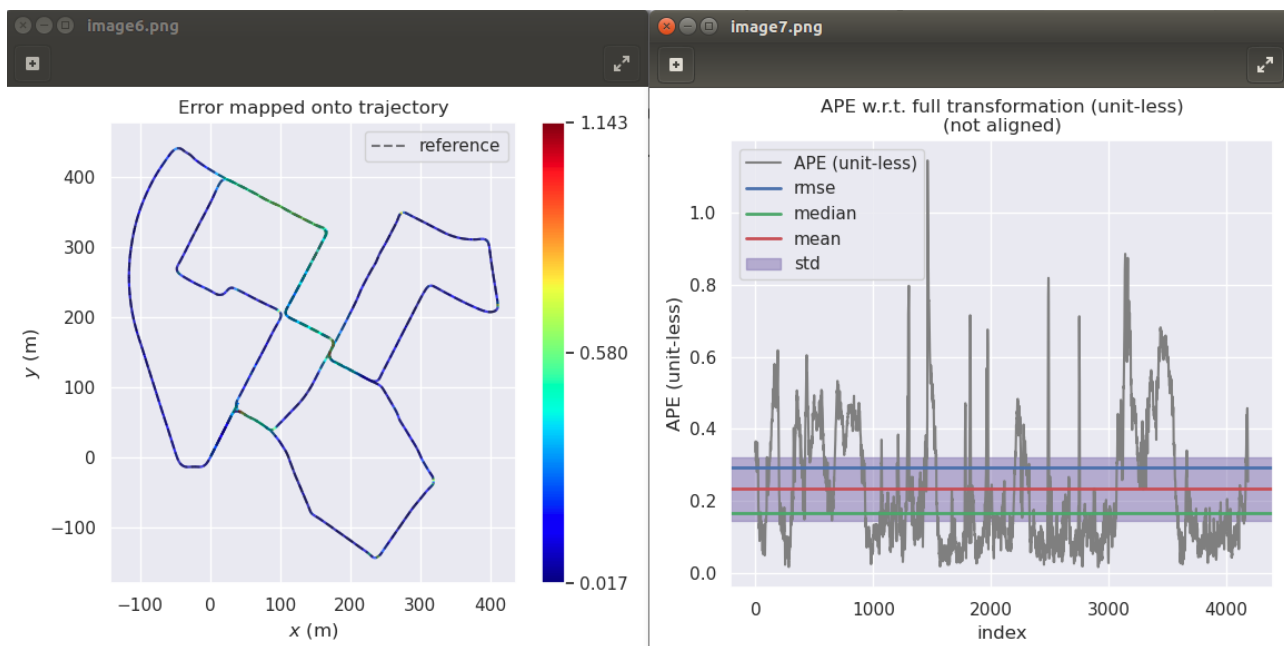 image6.png
Error mapped onto trajectory
reference
1.143
0.580
0.017
400
300
200
100
0
−100
y (m)
−100 0 100 200 300 400
x (m)
image7.png
APE w.r.t. full transformation (unit-less)
(not aligned)
APE (unit-less)
rmse
median
mean
std
1.0
0.8
0.6
0.4
0.2
0.0
APE (unit-less)
0 1000 2000 3000 4000
index